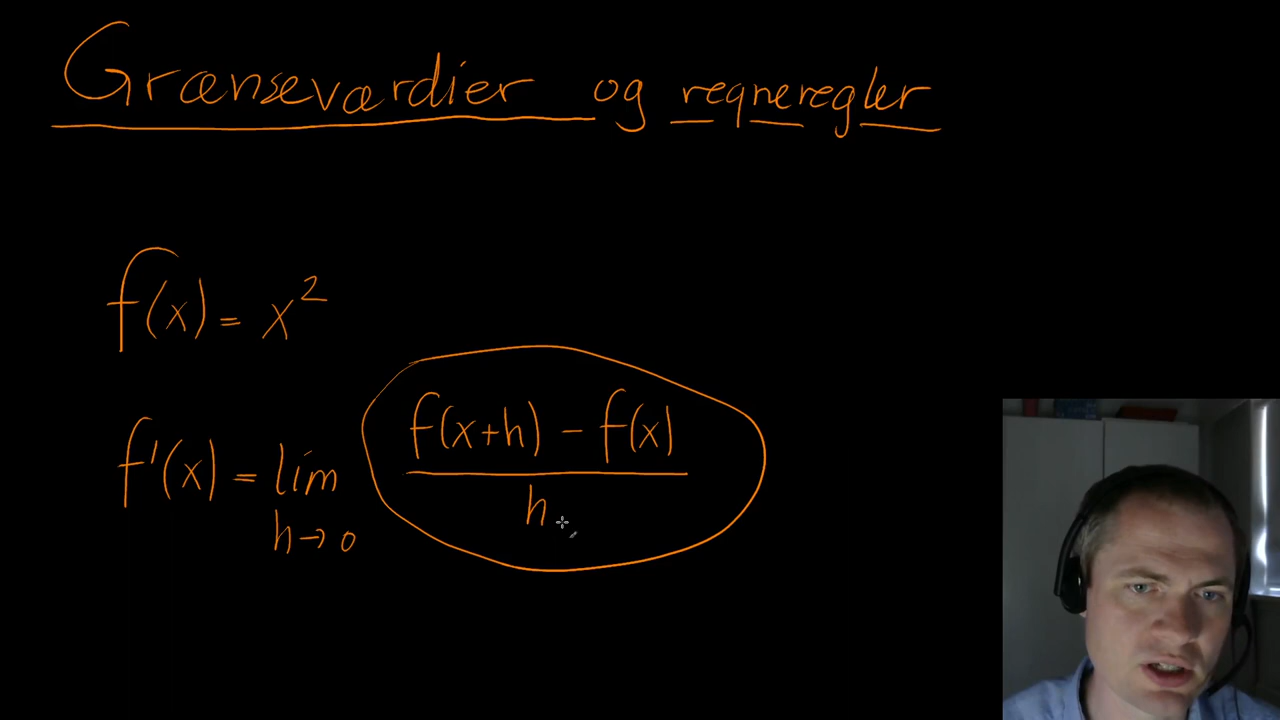 Grænseværdier og regneregler
f(x) = x²
f'(x) = lim h→0 f(x+h) - f(x) / h